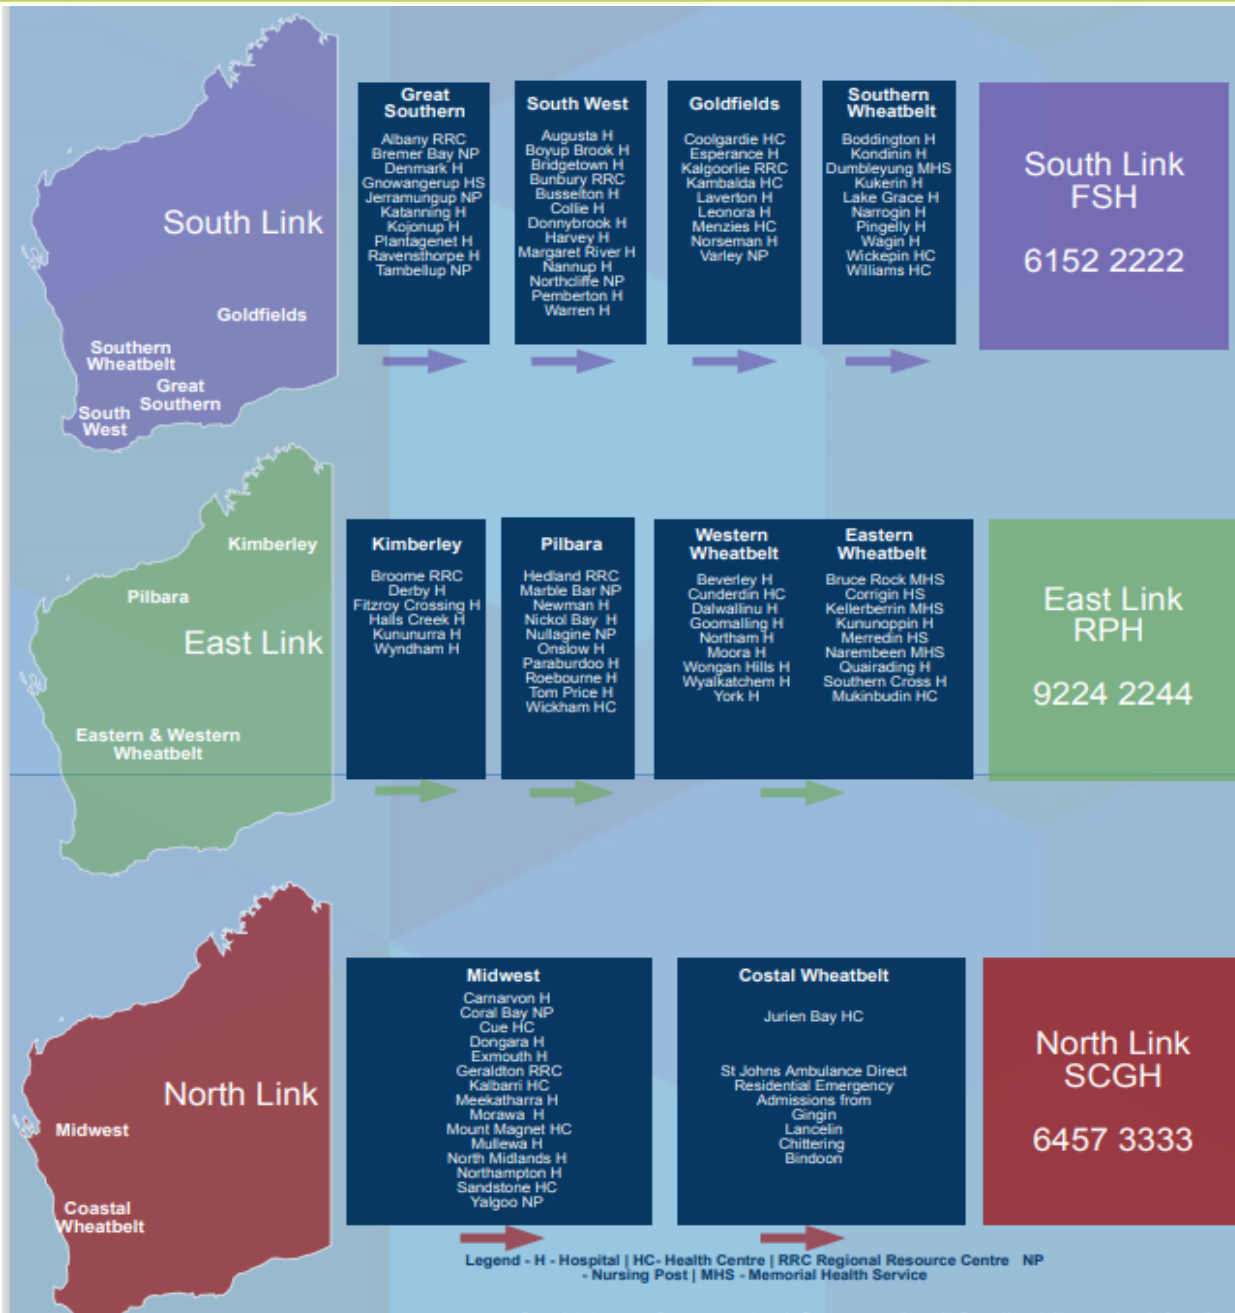 South Link
Goldfields
Southern
Wheatbelt
Great
Southern
South
West
Great
Southern
Albany RRC
Bremer Bay NP
Denmark H
Gnowangerup HS
Jerramungup NP
Katanning H
Kojonup H
Plantagenet H
Ravensthorpe H
Tambellup NP
South West
Augusta H
Boyup Brook H
Bridgetown H
Bunbury RRC
Busselton H
Collie H
Donnybrook H
Harvey H
Margaret River H
Nannup H
Northcliffe NP
Pemberton H
Warren H
Goldfields
Coolgardie HC
Esperance H
Kalgoorlie RRC
Kambalda HC
Laverton H
Leonora H
Menzies HC
Norseman H
Varley NP
Southern
Wheatbelt
Boddington H
Kondinin H
Dumbleyung MHS
Kukerin H
Lake Grace H
Narrogin H
Pingelly H
Wagin H
Wickepin HC
Williams HC
South Link
FSH
6152 2222
Kimberley
Pilbara
East Link
Eastern & Western
Wheatbelt
Kimberley
Broome RRC
Derby H
Fitzroy Crossing H
Halls Creek H
Kununurra H
Wyndham H
Pilbara
Hedland RRC
Marble Bar NP
Newman H
Nickol Bay H
Nullagine NP
Onslow H
Paraburdoo H
Roebourne H
Tom Price H
Wickham HC
Western
Wheatbelt
Beverley H
Cunderdin HC
Dalwallinu H
Goomalling H
Northam H
Moora H
Wongan Hills H
Wyalkatchem H
York H
Eastern
Wheatbelt
Bruce Rock MHS
Corrigin HS
Kellerberrin MHS
Kununoppin H
Merredin HS
Narembeen MHS
Quairading H
Southern Cross H
Mukinbudin HC
East Link
RPH
9224 2244
North Link
Midwest
Coastal
Wheatbelt
Midwest
Carnarvon H
Coral Bay NP
Cue HC
Dongara H
Exmouth H
Geraldton RRC
Kalbarri HC
Meekatharra H
Morawa H
Mount Magnet HC
Mullewa H
North Midlands H
Northampton H
Sandstone HC
Yalgoo NP
Costal Wheatbelt
Jurien Bay HC
St Johns Ambulance Direct
Residential Emergency
Admissions from
Gingin
Lancelin
Chittering
Bindoon
North Link
SCGH
6457 3333
Legend - H - Hospital | HC- Health Centre | RRC Regional Resource Centre NP
- Nursing Post | MHS - Memorial Health Service